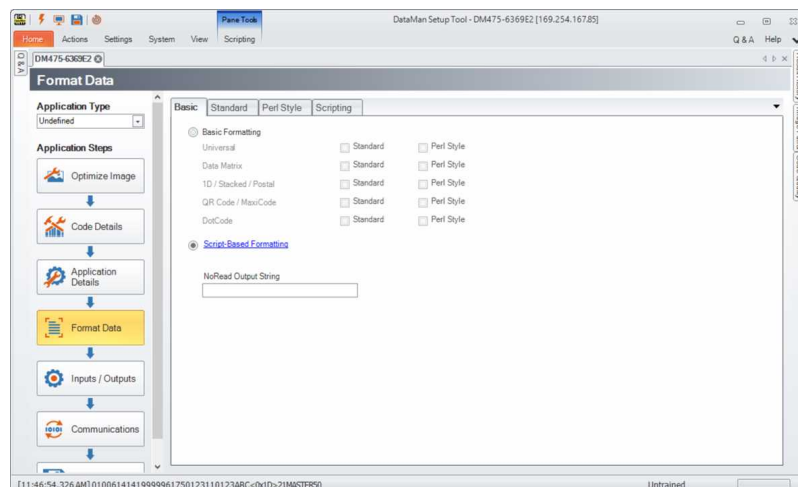 Pane Tools
DataMan Setup Tool - DM475-6369E2 [169.254.167.85]
Home Actions Settings System View Scripting
Q & A Help
Q & A
DM475-6369E2
Format Data
Application Type
Undefined
Application Steps
Optimize Image
Code Details
Application
Details
Format Data
Inputs / Outputs
Communications
Basic Standard Perl Style Scripting
Basic Formatting
Universal Standard Perl Style
Data Matrix Standard Perl Style
1D / Stacked / Postal Standard Perl Style
QR Code / MaxiCode Standard Perl Style
DotCode Standard Perl Style
Script-Based Formatting
NoRead Output String
Untrained